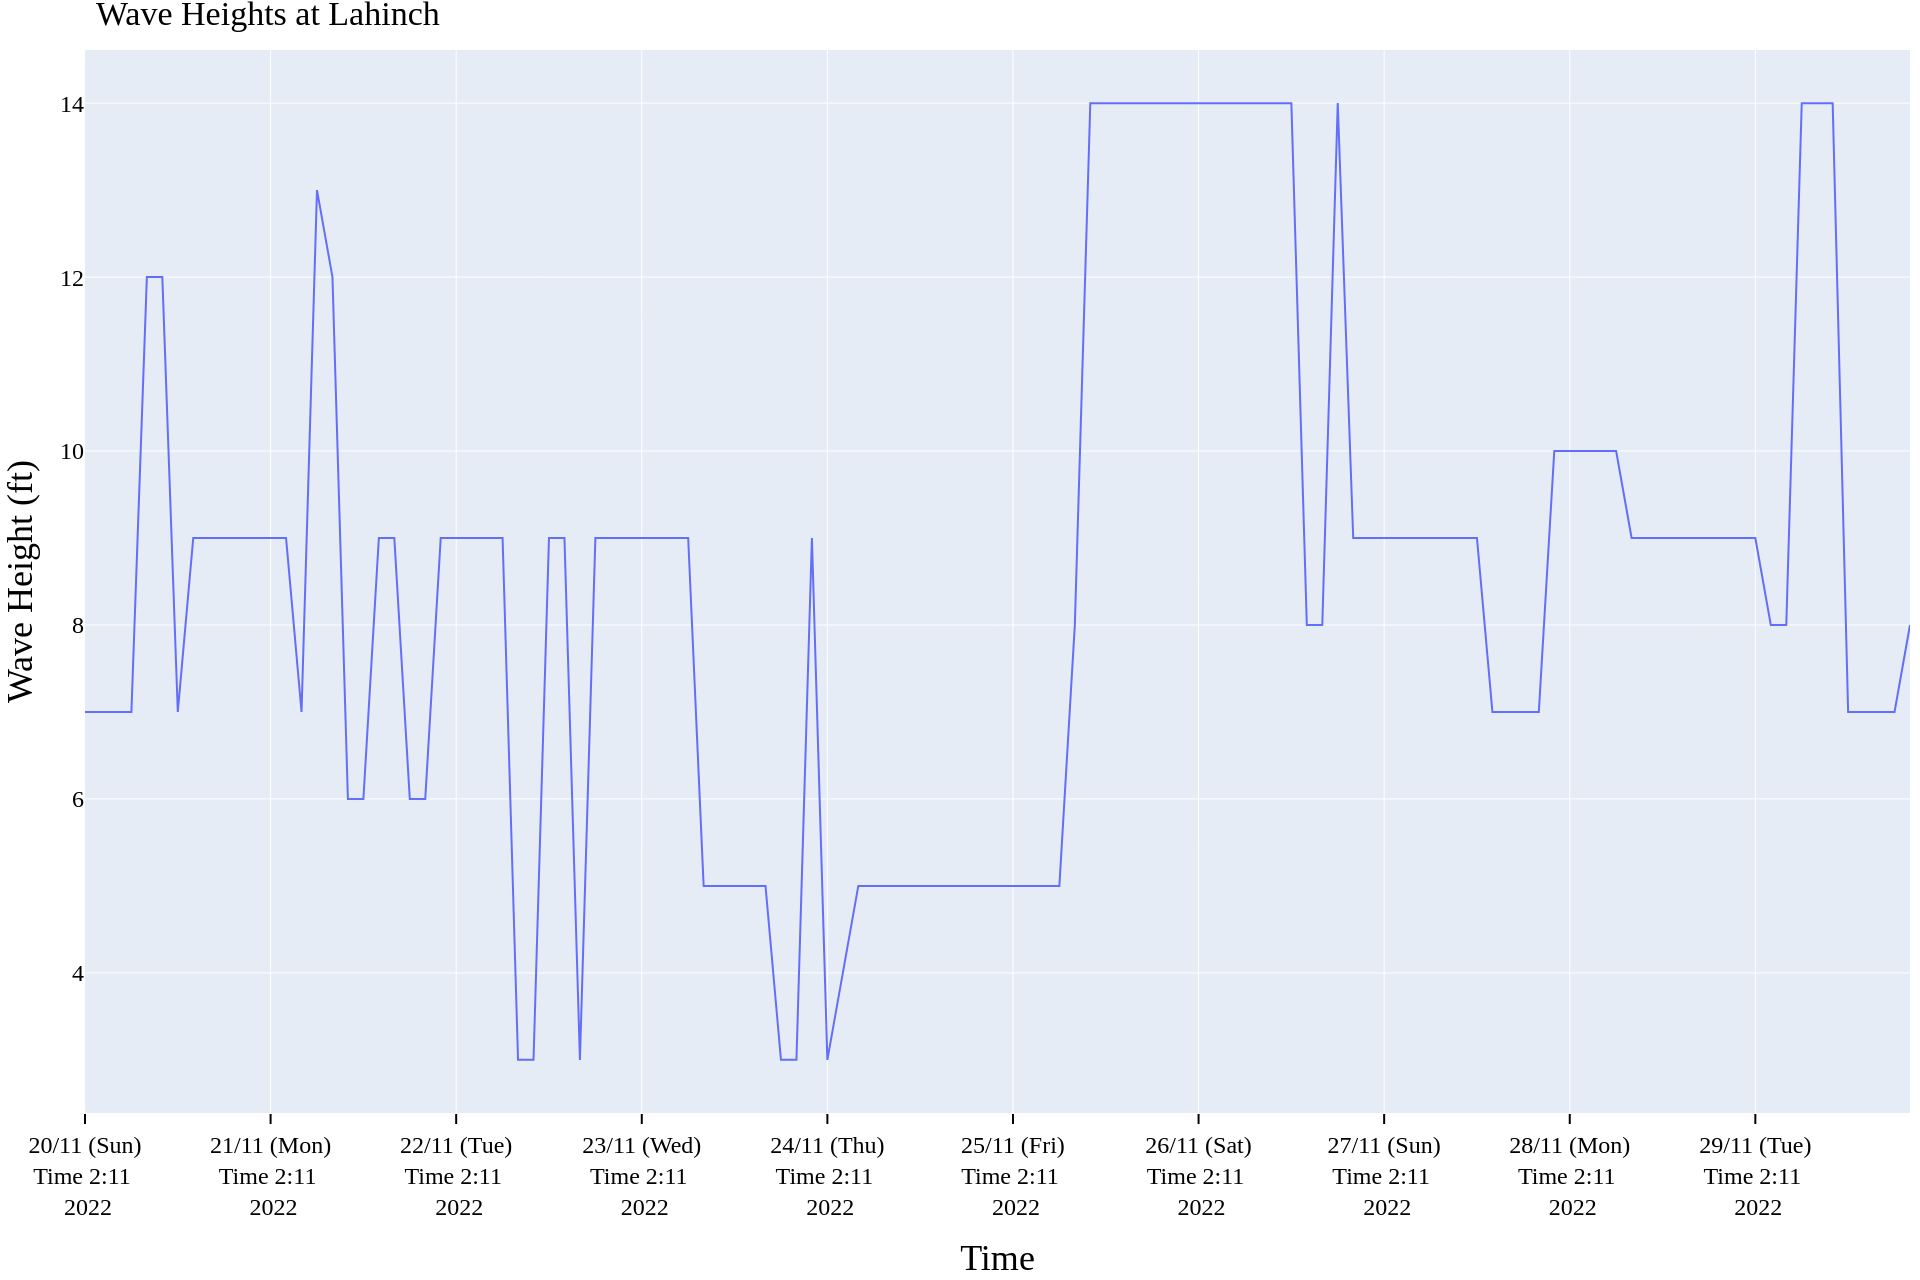 Wave Heights at Lahinch
Wave Height (ft)
14
12
10
8
6
4
20/11 (Sun)
Time 2:11
2022
21/11 (Mon)
Time 2:11
2022
22/11 (Tue)
Time 2:11
2022
23/11 (Wed)
Time 2:11
2022
24/11 (Thu)
Time 2:11
2022
25/11 (Fri)
Time 2:11
2022
26/11 (Sat)
Time 2:11
2022
27/11 (Sun)
Time 2:11
2022
28/11 (Mon)
Time 2:11
2022
29/11 (Tue)
Time 2:11
2022
Time